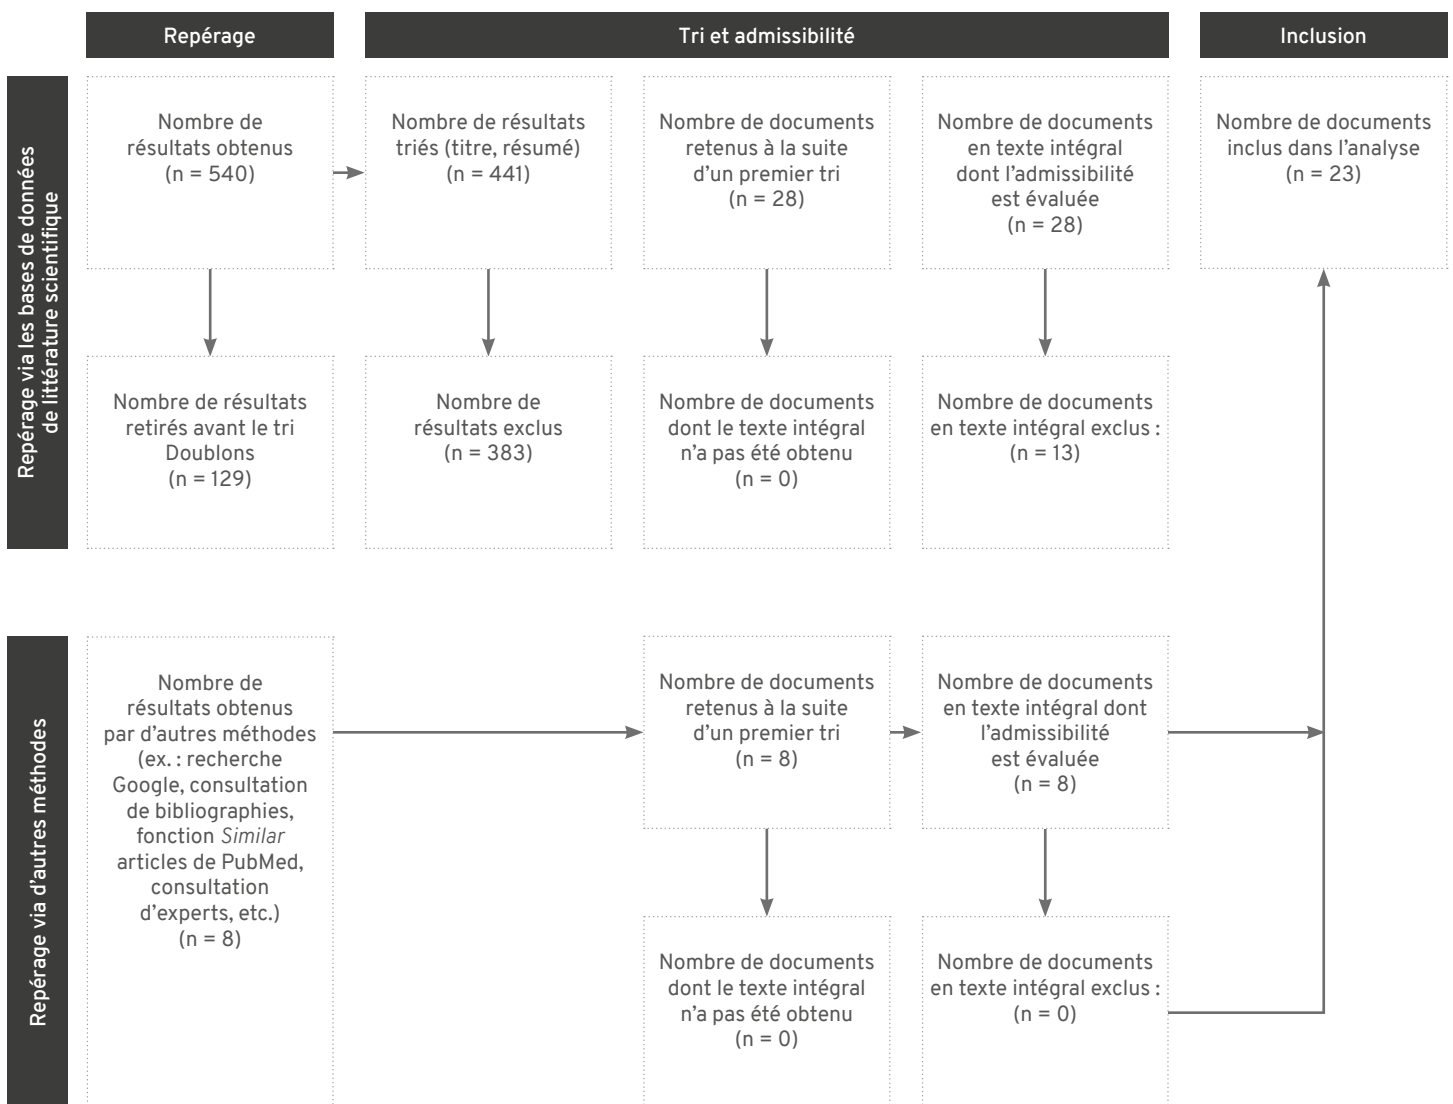 Repérage
Tri et admissibilité
Inclusion
Repérage via les bases de données
de littérature scientifique
Nombre de
résultats obtenus
(n = 540)
Nombre de résultats
triés (titre, résumé)
(n = 441)
Nombre de documents
retenus à la suite
d'un premier tri
(n = 28)
Nombre de documents
en texte intégral
dont l'admissibilité
est évaluée
(n = 28)
Nombre de documents
inclus dans l'analyse
(n = 23)
Nombre de résultats
retirés avant le tri
Doublons
(n = 129)
Nombre de
résultats exclus
(n = 383)
Nombre de documents
dont le texte intégral
n'a pas été obtenu
(n = 0)
Nombre de documents
en texte intégral exclus :
(n = 13)
Repérage via d'autres méthodes
Nombre de
résultats obtenus
par d'autres méthodes
(ex. : recherche
Google, consultation
de bibliographies,
fonction Similar
articles de PubMed,
consultation
d'experts, etc.)
(n = 8)
Nombre de documents
retenus à la suite
d'un premier tri
(n = 8)
Nombre de documents
en texte intégral dont
l'admissibilité
est évaluée
(n = 8)
Nombre de documents
dont le texte intégral
n'a pas été obtenu
(n = 0)
Nombre de documents
en texte intégral exclus :
(n = 0)